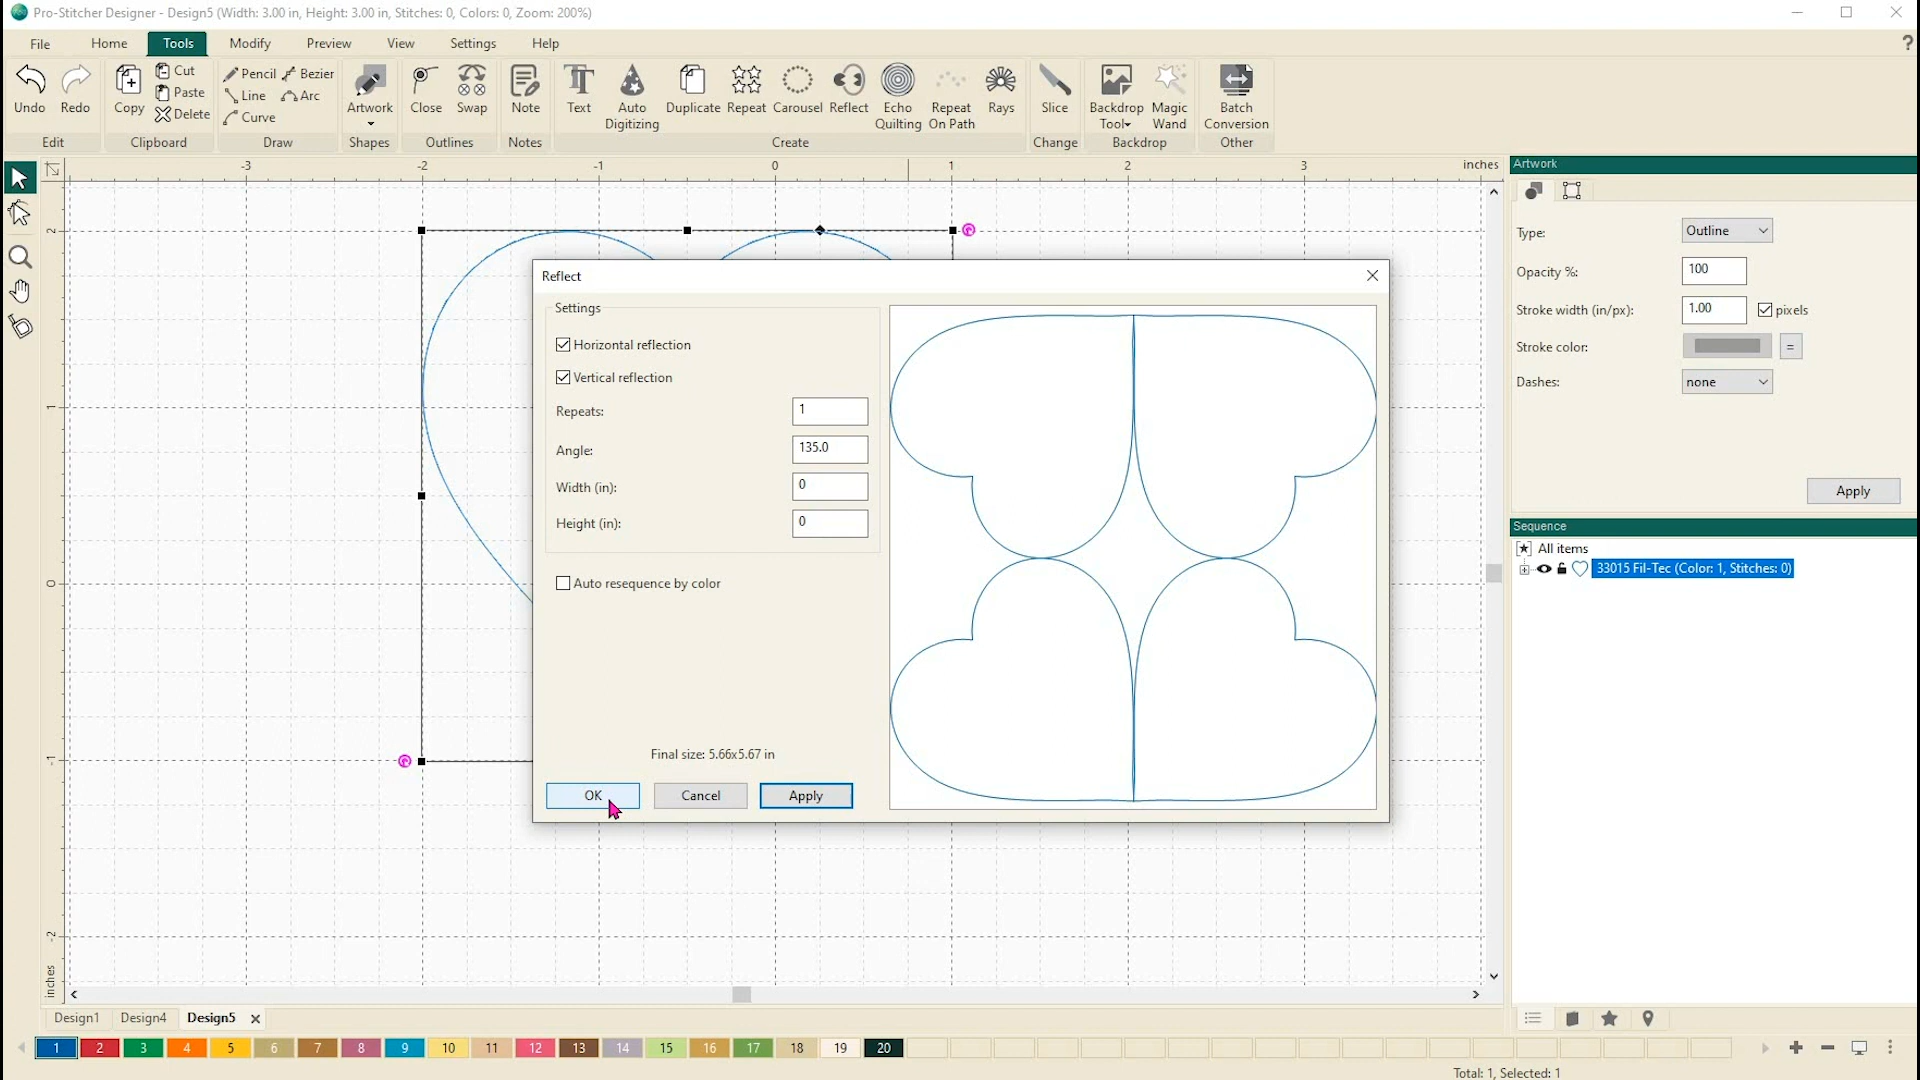 Pro-Stitcher Designer - Design5 (Width: 3.00 in, Height: 3.00 in, Stitches: 0, Colors: 0, Zoom: 200%)
File Home Tools Modify Preview View Settings Help ?
Undo Redo Copy Cut Paste Delete Pencil Bezier Line Arc Curve Artwork Close Swap Note Text Auto Digitizing Duplicate Repeat Carousel Reflect Echo Quilting Repeat On Path Rays Slice Backdrop Tool Magic Wand Batch Conversion
Edit Clipboard Draw Shapes Outlines Notes Create Change Backdrop Other
-3 -2 -1 0 1 2 3 inches
2
1
0
-1
-2
inches
Reflect
Settings
Horizontal reflection
Vertical reflection
Repeats: 1
Angle: 135.0
Width (in): 0
Height (in): 0
Auto resequence by color
Final size: 5.66x5.67 in
OK Cancel Apply
Artwork
Type: Outline
Opacity %: 100
Stroke width (in/px): 1.00 pixels
Stroke color: =
Dashes: none
Apply
Sequence
All items
33015 Fil-Tec (Color: 1, Stitches: 0)
Design1 Design4 Design5
1 2 3 4 5 6 7 8 9 10 11 12 13 14 15 16 17 18 19 20
Total: 1, Selected: 1